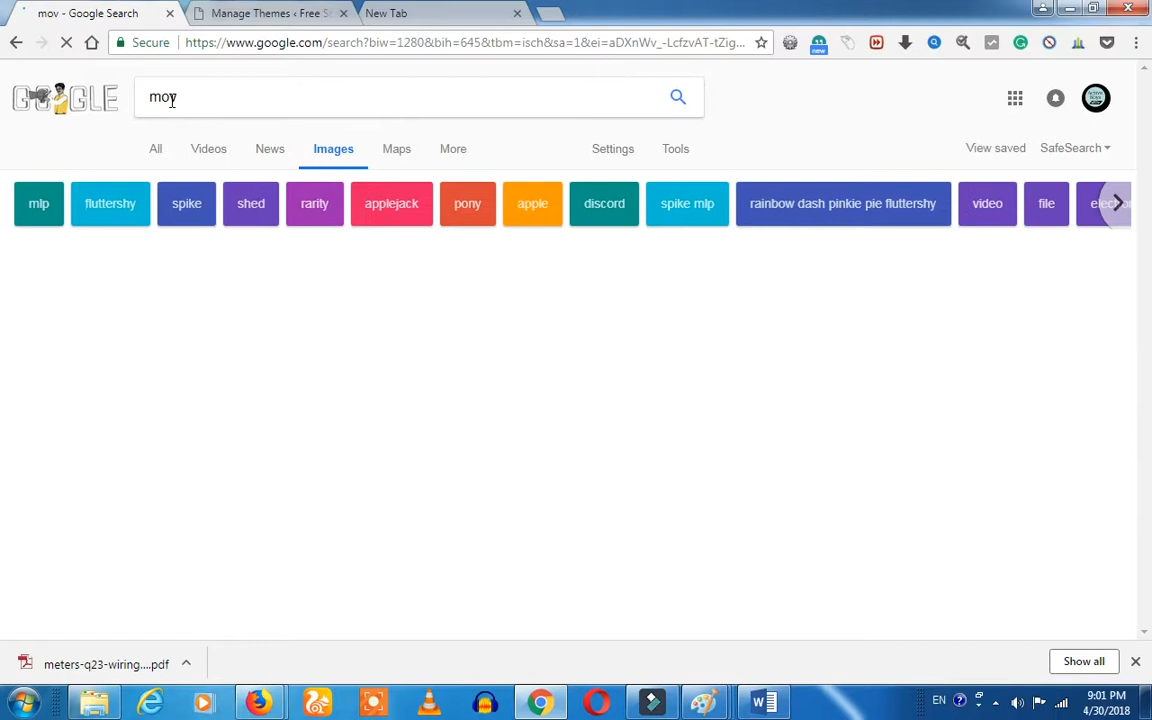 mov - Google Search
Manage Themes ‹ Free S
New Tab
Secure
https://www.google.com/search?biw=1280&bih=645&tbm=isch&sa=1&ei=aDXnWv_-LcfzvAT-tZig...
new
GOOGLE
mov
All
Videos
News
Images
Maps
More
Settings
Tools
View saved
SafeSearch
mlp
fluttershy
spike
shed
rarity
applejack
pony
apple
discord
spike mlp
rainbow dash pinkie pie fluttershy
video
file
meters-q23-wiring....pdf
Show all
EN
9:01 PM
4/30/2018